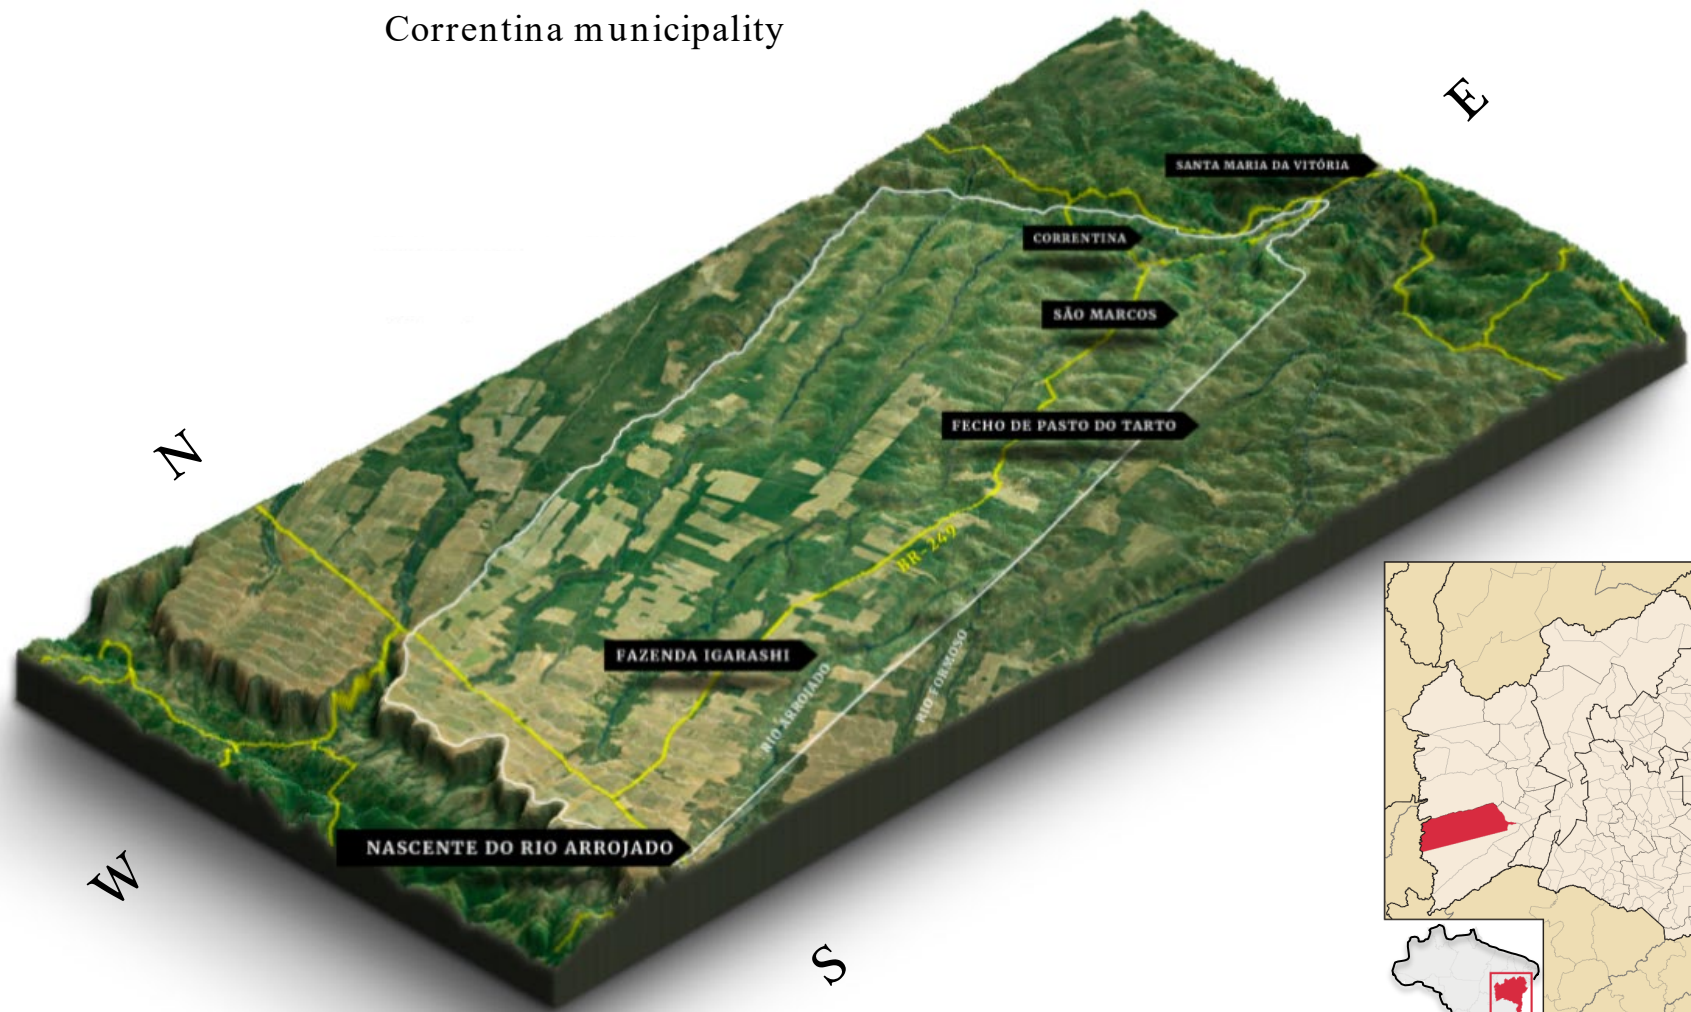 Correntina municipality
E
SANTA MARIA DA VITÓRIA
CORRENTINA
SÃO MARCOS
FECHO DE PASTO DO TARTO
N
BR-249
FAZENDA IGARASHI
RIO ARROJADO
RIO FORMOSO
NASCENTE DO RIO ARROJADO
W
S